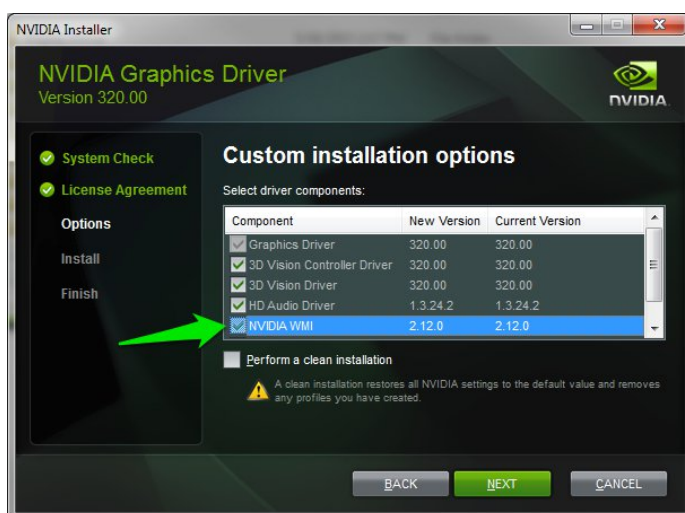 NVIDIA Installer
NVIDIA Graphics Driver
Version 320.00
NVIDIA.
System Check
License Agreement
Options
Install
Finish
Custom installation options
Select driver components:
Component New Version Current Version
Graphics Driver 320.00 320.00
3D Vision Controller Driver 320.00 320.00
3D Vision Driver 320.00 320.00
HD Audio Driver 1.3.24.2 1.3.24.2
NVIDIA WMI 2.12.0 2.12.0
Perform a clean installation
A clean installation restores all NVIDIA settings to the default value and removes
any profiles you have created.
BACK NEXT CANCEL